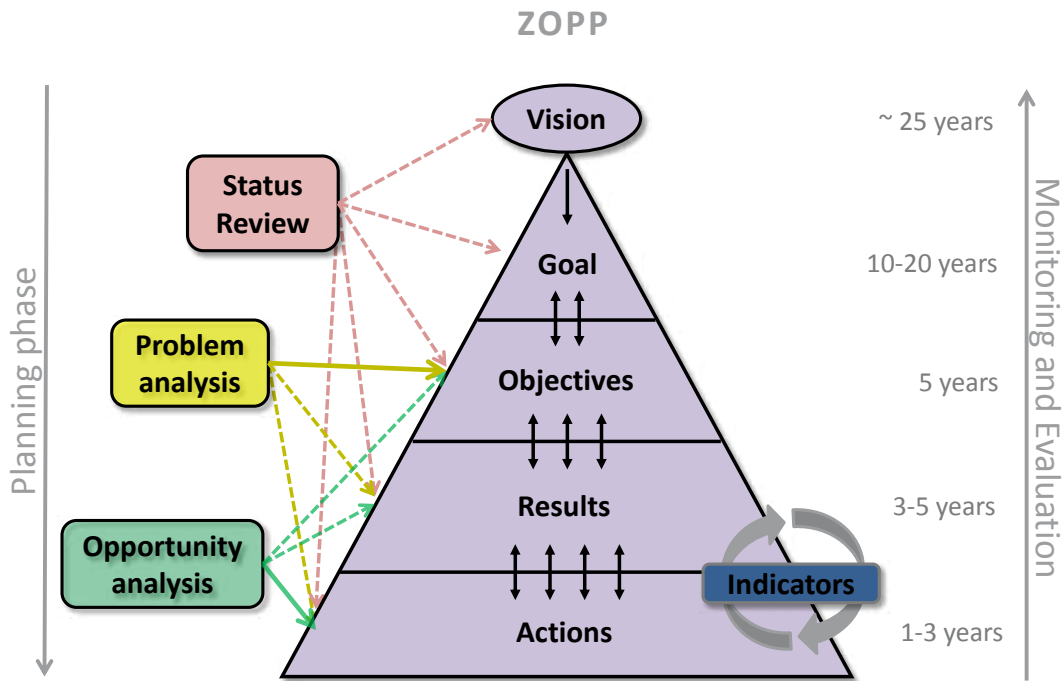 ZOPP
Vision
~ 25 years
Status
Review
Goal
10-20 years
Planning phase
Monitoring and Evaluation
Problem
analysis
Objectives
5 years
Results
3-5 years
Opportunity
analysis
Indicators
Actions
1-3 years